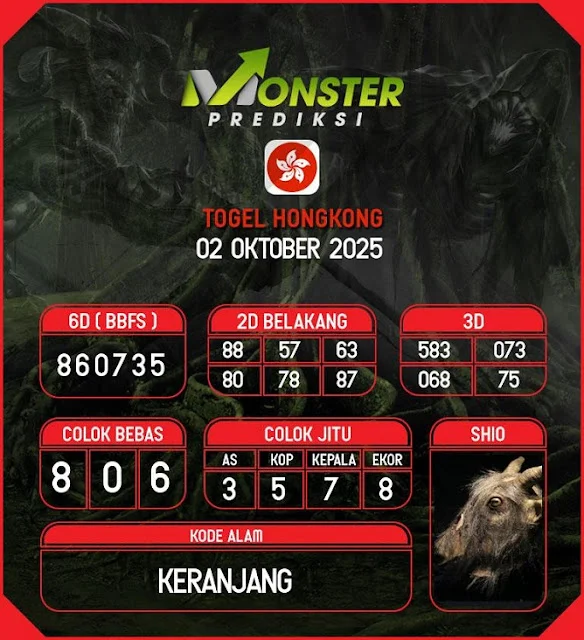 MONSTER
PREDIKSI
TOGEL HONGKONG
02 OKTOBER 2025
6D ( BBFS )
860735
2D BELAKANG
88 57 63
80 78 87
3D
583 073
068 75
COLOK BEBAS
8 0 6
COLOK JITU
AS KOP KEPALA EKOR
3 5 7 8
SHIO
KODE ALAM
KERANJANG